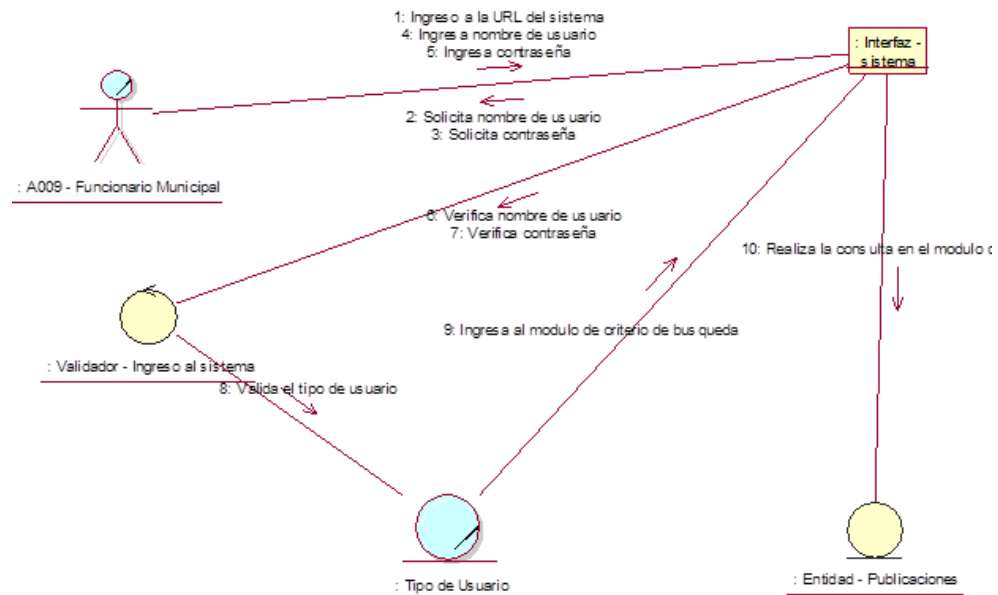 1: Ingreso a la URL del sistema
4: Ingresa nombre de usuario
5: Ingresa contraseña
: Interfaz -
sistema
2: Solicita nombre de usuario
3: Solicita contraseña
: A009 - Funcionario Municipal
6: Verifica nombre de usuario
7: Verifica contraseña
10: Realiza la consulta en el modulo
9: Ingresa al modulo de criterio de busqueda
: Validador - Ingreso al sistema
8: Valida el tipo de usuario
: Tipo de Usuario
: Entidad - Publicaciones